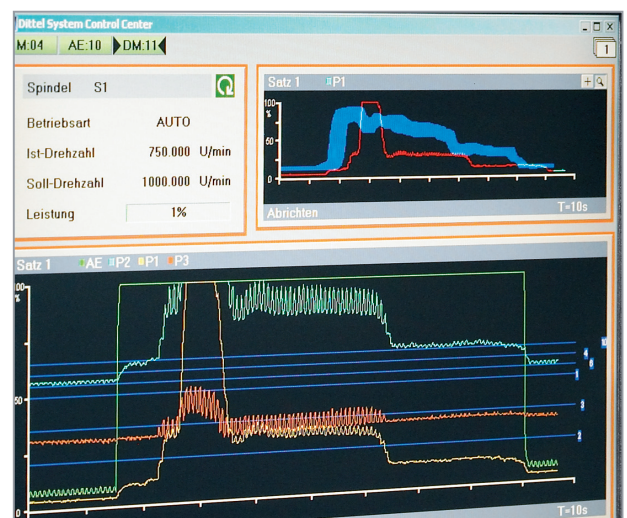 Dittel System Control Center
M:04 AE:10 DM:11
1
Spindel S1
Betriebsart AUTO
Ist-Drehzahl 750.000 U/min
Soll-Drehzahl 1000.000 U/min
Leistung 1%
Satz 1 P1
100
%
50
0
Abrichten T=10s
Satz 1 AE P2 P1 P3
100
%
50
0
4
6
1
3
2
T=10s